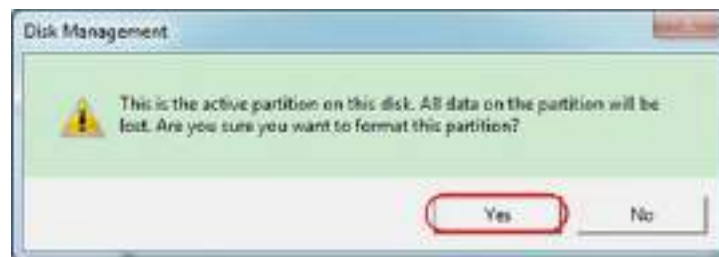 Disk Management
This is the active partition on this disk. All data on the partition will be
lost. Are you sure you want to format this partition?
Yes
No